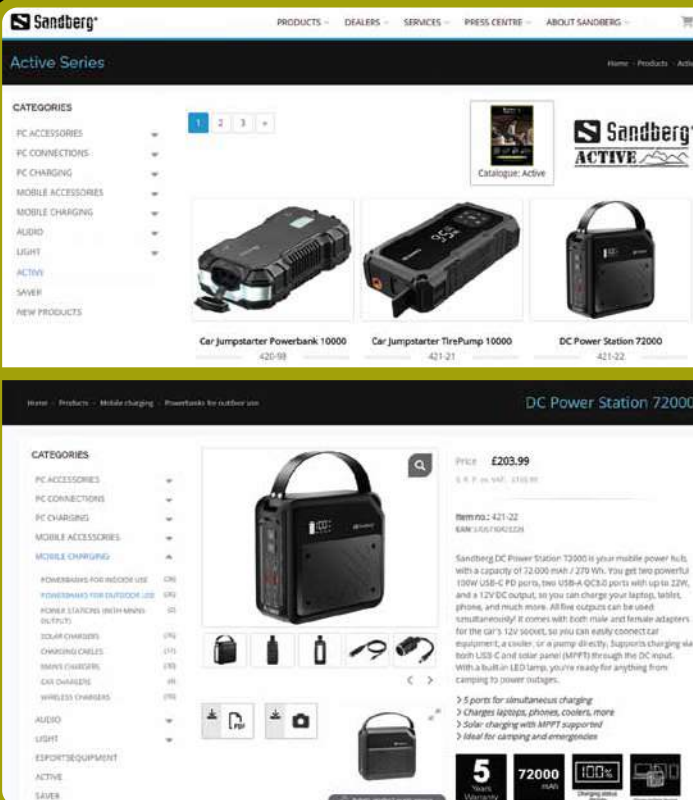 Sandberg
PRODUCTS DEALERS SERVICES PRESS CENTRE ABOUT SANDBERG
Active Series
Home - Products - Active
CATEGORIES
PC ACCESSORIES
PC CONNECTIONS
PC CHARGING
MOBILE ACCESSORIES
MOBILE CHARGING
AUDIO
LIGHT
ACTIVE
SAVER
NEW PRODUCTS
1 2 3 »
Catalogue: Active
Sandberg
ACTIVE
Car Jumpstarter Powerbank 10000
420-98
Car Jumpstarter TirePump 10000
421-21
DC Power Station 72000
421-22
Home - Products - Mobile charging - Powerbanks for outdoor use
DC Power Station 72000
CATEGORIES
PC ACCESSORIES
PC CONNECTIONS
PC CHARGING
MOBILE ACCESSORIES
MOBILE CHARGING
POWERBANKS FOR INDOOR USE
POWERBANKS FOR OUTDOOR USE
POWER STATIONS (WITH MAINS
OUTPUT)
SOLAR CHARGERS
CHARGING CABLES
MAINS CHARGERS
CAR CHARGERS
WIRELESS CHARGERS
AUDIO
LIGHT
ESPORTSEQUIPMENT
ACTIVE
SAVER
PDF
Price £203.99
Item no.: 421-22
Sandberg DC Power Station 72000 is your mobile power hub,
with a capacity of 72.000 mAh / 270 Wh. You get two powerful
100W USB-C PD ports, two USB-A QC3.0 ports with up to 22W,
and a 12V DC output, so you can charge your laptop, tablet,
phone, and much more. All five outputs can be used
simultaneously! It comes with both male and female adapters
for the car's 12V socket, so you can easily connect car
equipment, a cooler, or a pump directly. Supports charging via
both USB-C and solar panel (MPPT) through the DC input.
With a built-in LED lamp, you're ready for anything from
camping to power outages.
5 ports for simultaneous charging
Charges laptops, phones, coolers, more
Solar charging with MPPT supported
Ideal for camping and emergencies
5
Years
Warranty
72000
mAh
100%
Charging status